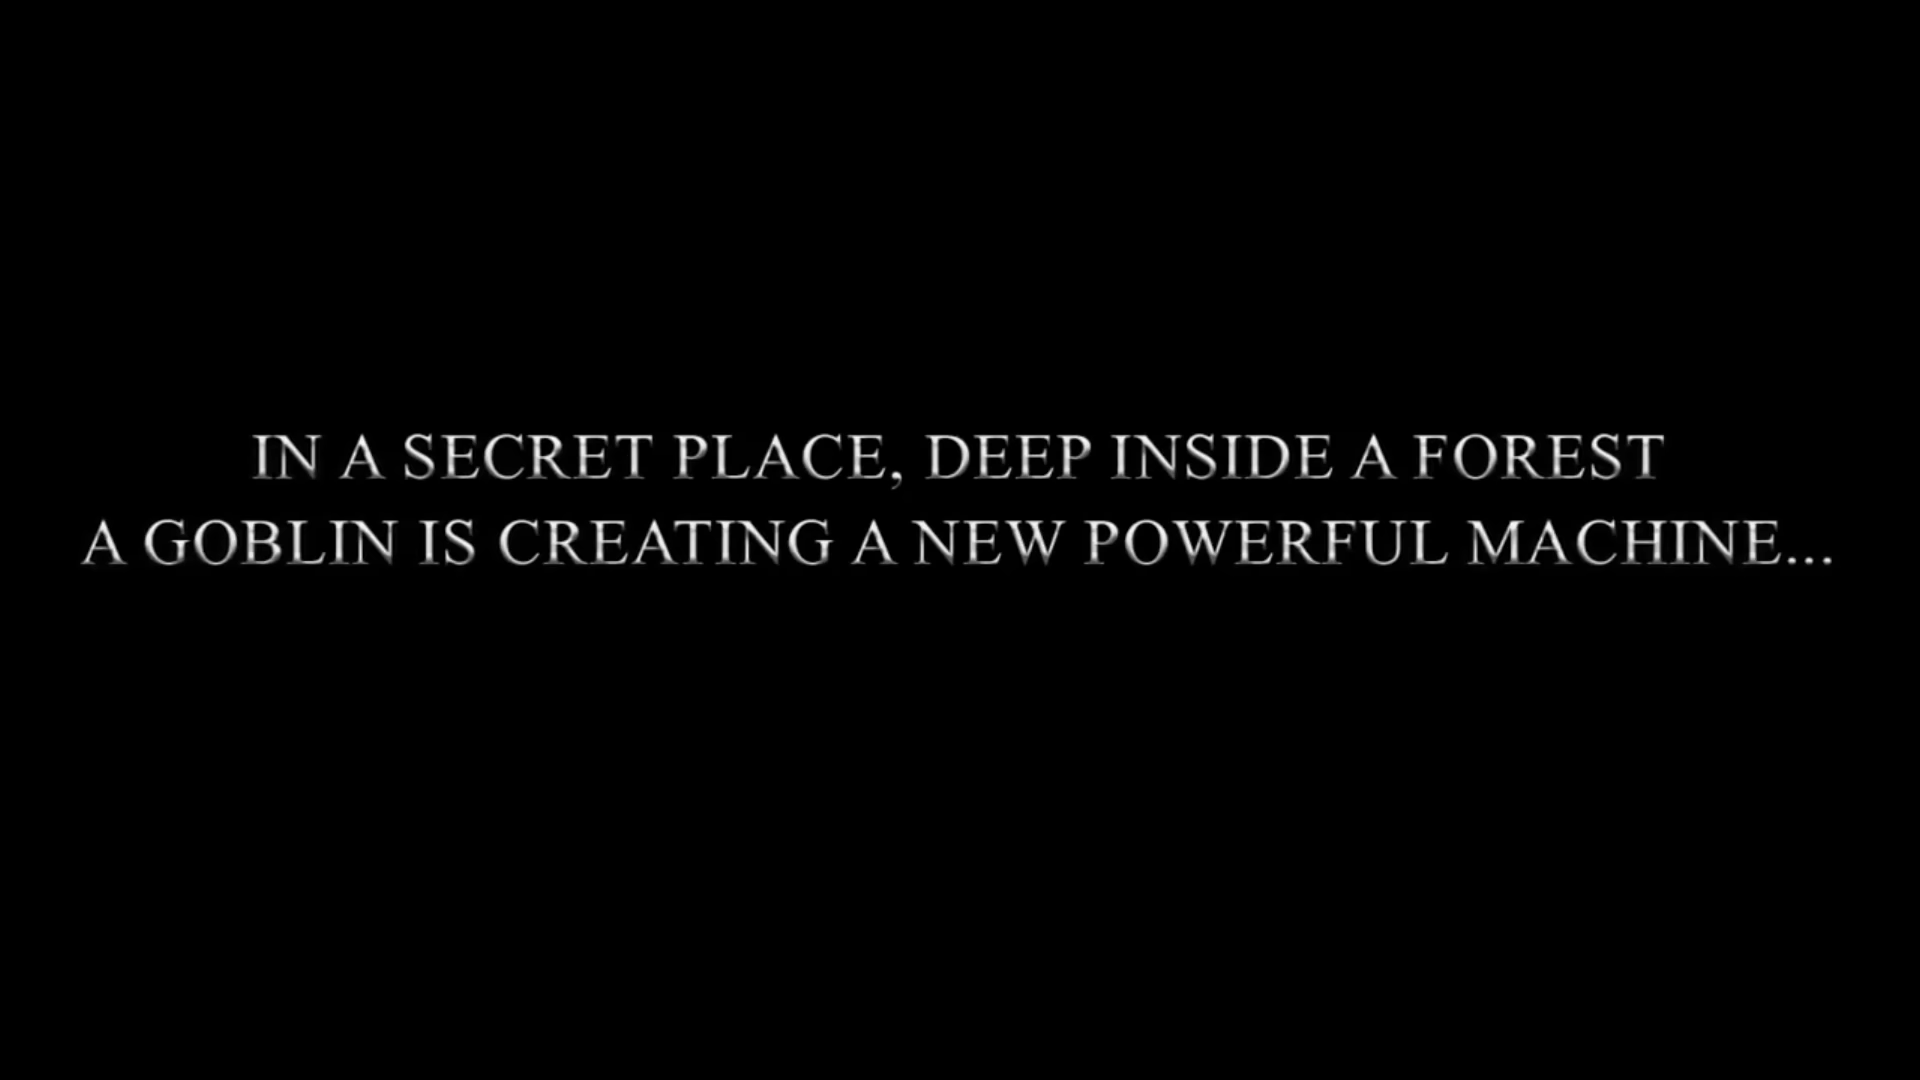 IN A SECRET PLACE, DEEP INSIDE A FOREST
A GOBLIN IS CREATING A NEW POWERFUL MACHINE...